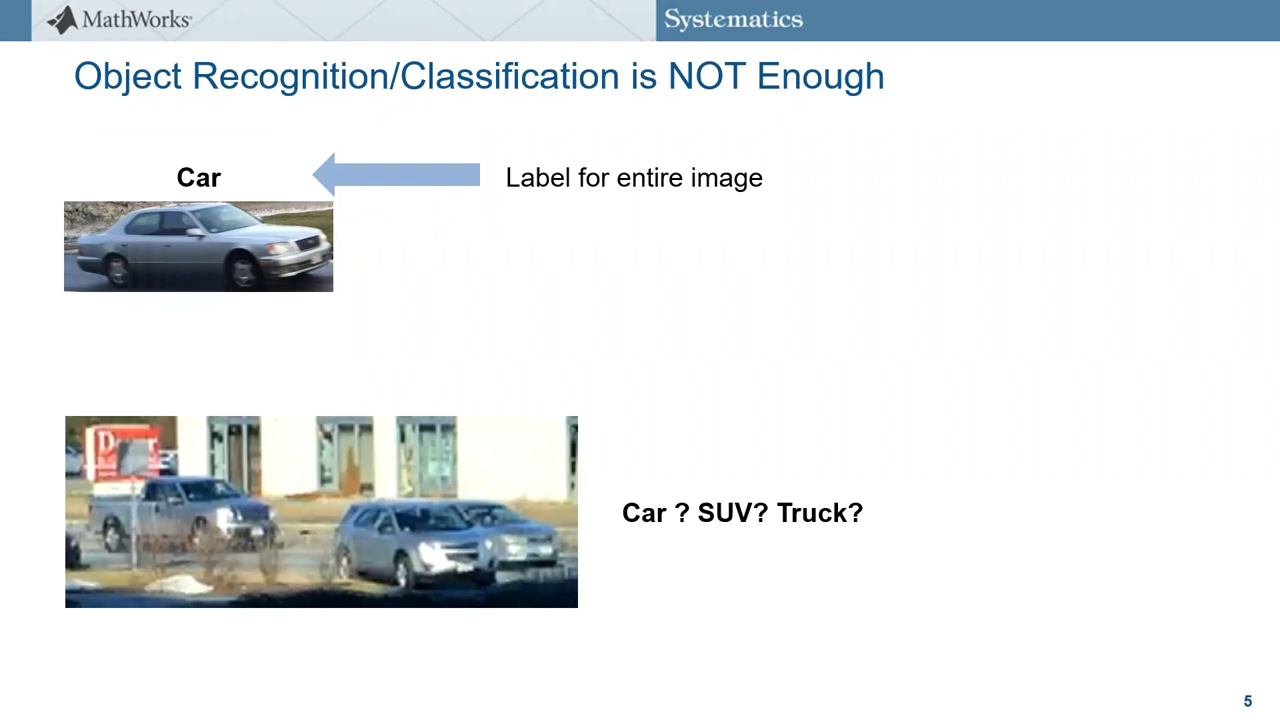 MathWorks
Systematics
Object Recognition/Classification is NOT Enough
Car
Label for entire image
Car ? SUV? Truck?
5